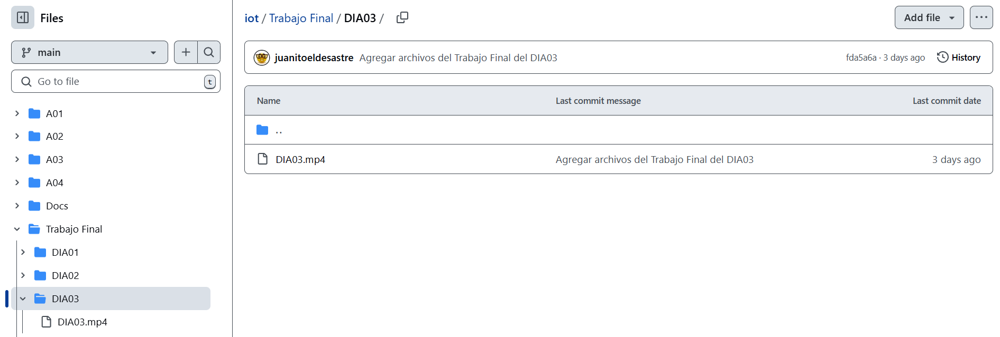 Files
main
Go to file
t
A01
A02
A03
A04
Docs
Trabajo Final
DIA01
DIA02
DIA03
DIA03.mp4
iot / Trabajo Final / DIA03 /
Add file
juanitoeldesastre Agregar archivos del Trabajo Final del DIA03
fda5a6a · 3 days ago
History
Name Last commit message Last commit date
..
DIA03.mp4 Agregar archivos del Trabajo Final del DIA03 3 days ago